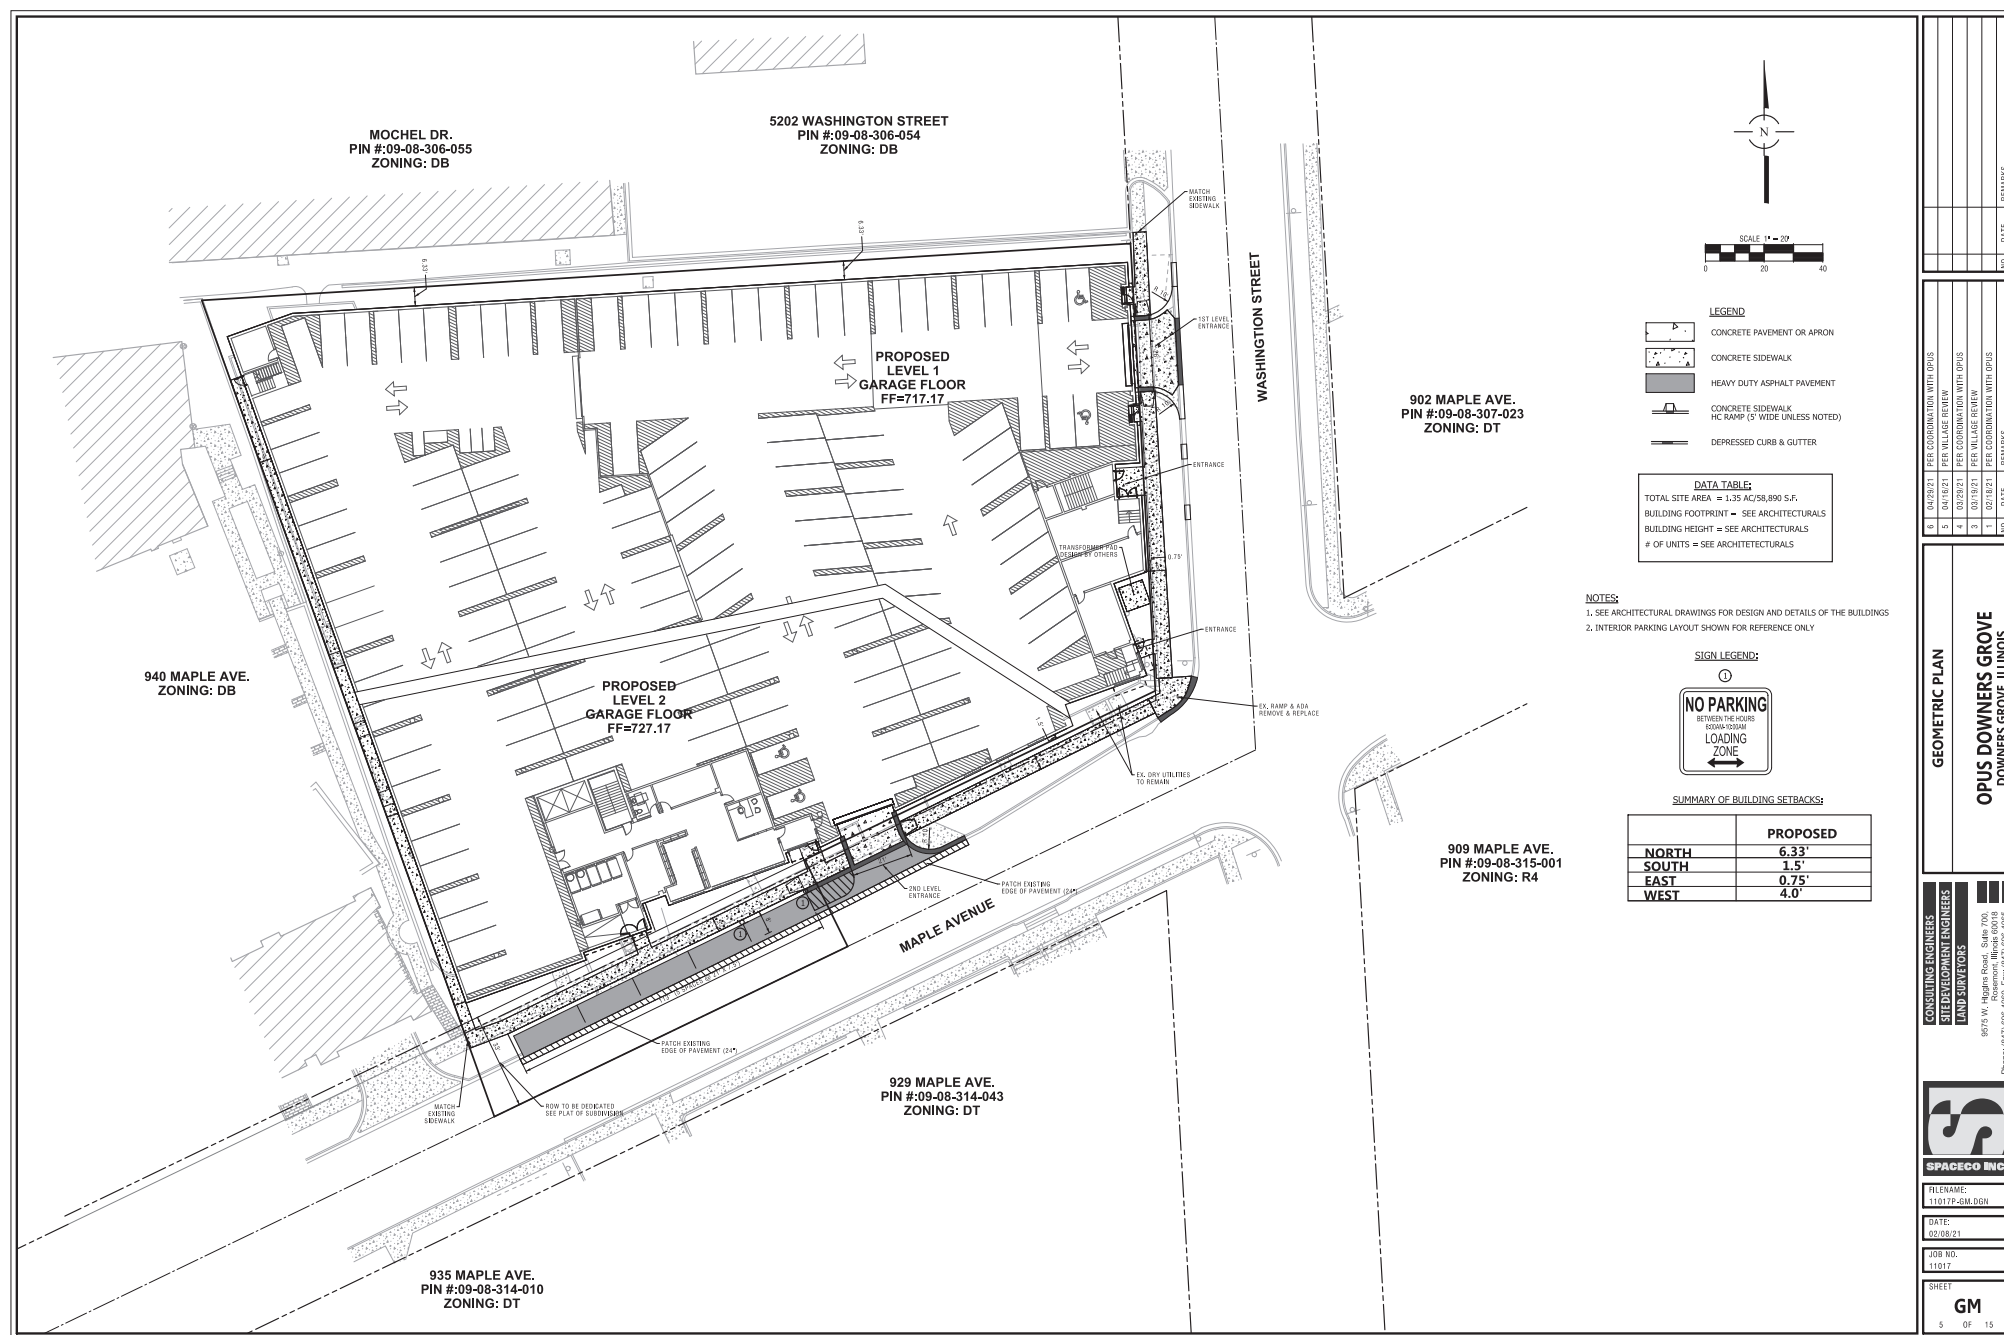 MOCHEL DR.
PIN #:09-08-306-055
ZONING: DB
5202 WASHINGTON STREET
PIN #:09-08-306-054
ZONING: DB
MATCH
EXISTING
SIDEWALK
6.33'
6.33'
N
SCALE 1" = 20'
0 20 40
R 10'
1ST LEVEL
ENTRANCE
R 10'
WASHINGTON STREET
PROPOSED
LEVEL 1
GARAGE FLOOR
FF=717.17
902 MAPLE AVE.
PIN #:09-08-307-023
ZONING: DT
LEGEND
CONCRETE PAVEMENT OR APRON
CONCRETE SIDEWALK
HEAVY DUTY ASPHALT PAVEMENT
CONCRETE SIDEWALK
HC RAMP (5' WIDE UNLESS NOTED)
DEPRESSED CURB & GUTTER
ENTRANCE
TRANSFORMER PAD
DESIGN BY OTHERS
0.75'
ENTRANCE
DATA TABLE:
TOTAL SITE AREA = 1.35 AC/58,890 S.F.
BUILDING FOOTPRINT = SEE ARCHITECTURALS
BUILDING HEIGHT = SEE ARCHITECTURALS
# OF UNITS = SEE ARCHITETECTURALS
NOTES:
1. SEE ARCHITECTURAL DRAWINGS FOR DESIGN AND DETAILS OF THE BUILDINGS
2. INTERIOR PARKING LAYOUT SHOWN FOR REFERENCE ONLY
SIGN LEGEND:
1
NO PARKING
BETWEEN THE HOURS
8:00AM-10:00AM
LOADING
ZONE
940 MAPLE AVE.
ZONING: DB
PROPOSED
LEVEL 2
GARAGE FLOOR
FF=727.17
1.5'
EX. RAMP & ADA
REMOVE & REPLACE
EX. DRY UTILITIES
TO REMAIN
SUMMARY OF BUILDING SETBACKS:
PROPOSED
NORTH 6.33'
SOUTH 1.5'
EAST 0.75'
WEST 4.0'
909 MAPLE AVE.
PIN #:09-08-315-001
ZONING: R4
2ND LEVEL
ENTRANCE
PATCH EXISTING
EDGE OF PAVEMENT (24")
1
1
MAPLE AVENUE
PATCH EXISTING
EDGE OF PAVEMENT (24")
33'
MATCH
EXISTING
SIDEWALK
ROW TO BE DEDICATED
SEE PLAT OF SUBDIVISION
929 MAPLE AVE.
PIN #:09-08-314-043
ZONING: DT
935 MAPLE AVE.
PIN #:09-08-314-010
ZONING: DT
6 04/29/21 PER COORDINATION WITH OPUS
5 04/16/21 PER VILLAGE REVIEW
4 03/29/21 PER COORDINATION WITH OPUS
3 03/19/21 PER VILLAGE REVIEW
1 02/18/21 PER COORDINATION WITH OPUS
GEOMETRIC PLAN
OPUS DOWNERS GROVE
DOWNERS GROVE, ILLINOIS
CONSULTING ENGINEERS
SITE DEVELOPMENT ENGINEERS
LAND SURVEYORS
9575 W. Higgins Road, Suite 700,
Rosemont, Illinois 60018
SPACECO INC
FILENAME:
11017P-GM.DGN
DATE:
02/08/21
JOB NO.
11017
SHEET
GM
5 OF 15